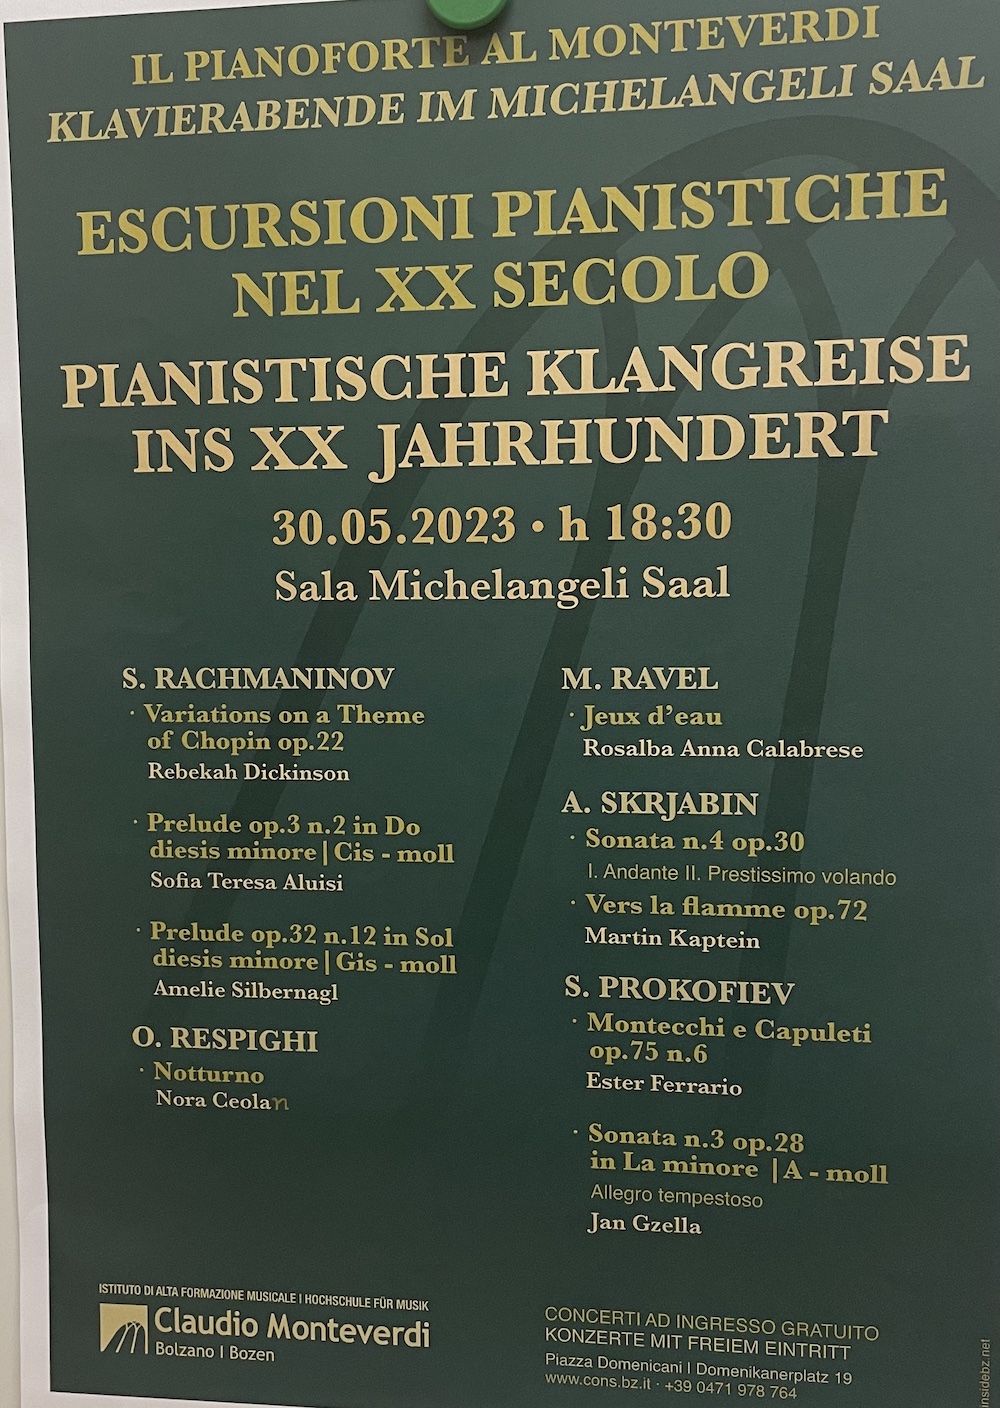 IL PIANOFORTE AL MONTEVERDI
KLAVIERABENDE IM MICHELANGELI SAAL
ESCURSIONI PIANISTICHE
NEL XX SECOLO
PIANISTISCHE KLANGREISE
INS XX JAHRHUNDERT
30.05.2023 · h 18:30
Sala Michelangeli Saal
S. RACHMANINOV
· Variations on a Theme
of Chopin op.22
Rebekah Dickinson
· Prelude op.3 n.2 in Do
diesis minore | Cis - moll
Sofia Teresa Aluisi
· Prelude op.32 n.12 in Sol
diesis minore | Gis - moll
Amelie Silbernagl
O. RESPIGHI
· Notturno
Nora Ceolan
M. RAVEL
· Jeux d'eau
Rosalba Anna Calabrese
A. SKRJABIN
· Sonata n.4 op.30
I. Andante II. Prestissimo volando
· Vers la flamme op.72
Martin Kaptein
S. PROKOFIEV
· Montecchi e Capuleti
op.75 n.6
Ester Ferrario
· Sonata n.3 op.28
in La minore | A - moll
Allegro tempestoso
Jan Gzella
ISTITUTO DI ALTA FORMAZIONE MUSICALE | HOCHSCHULE FÜR MUSIK
Claudio Monteverdi
Bolzano | Bozen
CONCERTI AD INGRESSO GRATUITO
KONZERTE MIT FREIEM EINTRITT
Piazza Domenicani | Domenikanerplatz 19
www.cons.bz.it · +39 0471 978 764
insidebz.net